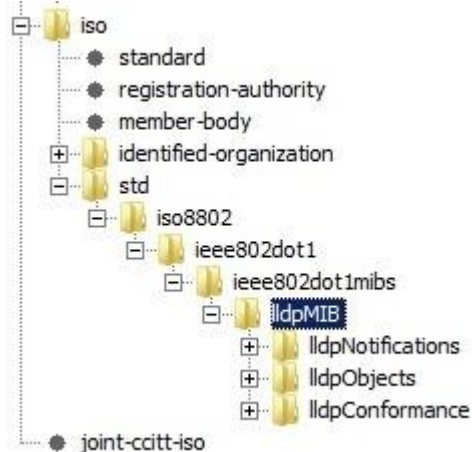 iso
standard
registration-authority
member-body
identified-organization
std
iso8802
ieee802dot1
ieee802dot1mibs
lldpMIB
lldpNotifications
lldpObjects
lldpConformance
joint-ccitt-iso